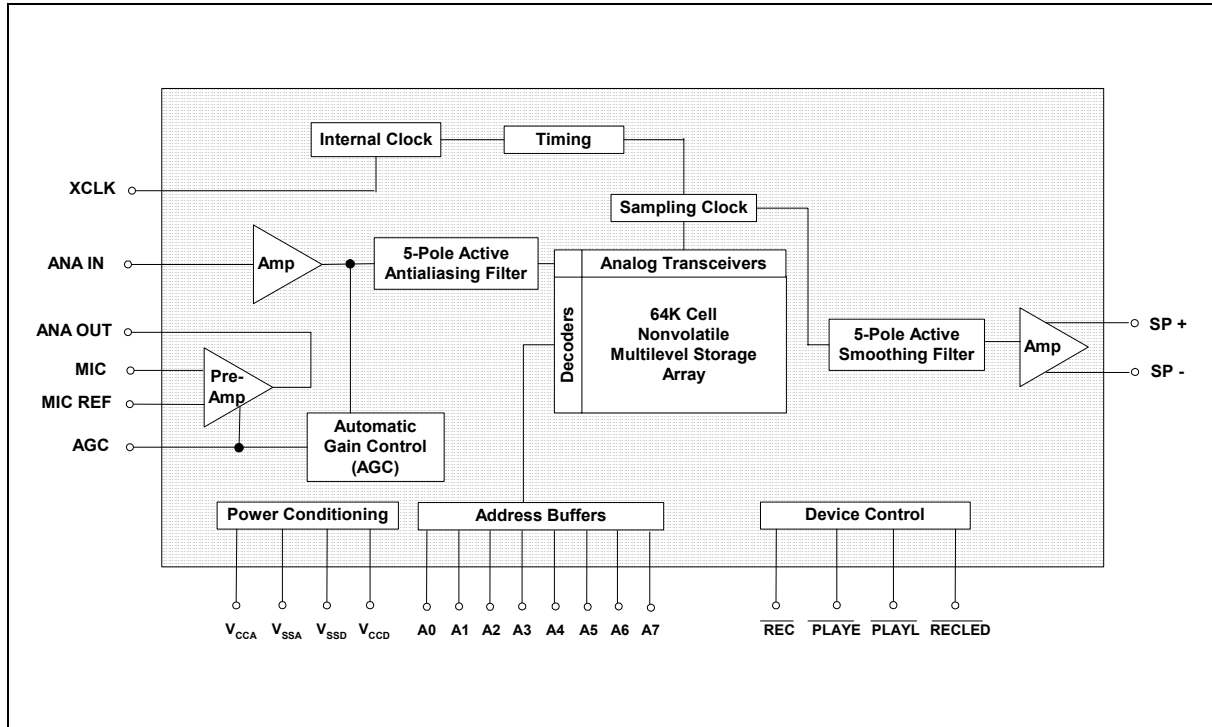 Internal Clock
Timing
XCLK
Sampling Clock
ANA IN
Amp
5-Pole Active
Antialiasing Filter
Analog Transceivers
Decoders
64K Cell
Nonvolatile
Multilevel Storage
Array
5-Pole Active
Smoothing Filter
Amp
SP +
SP -
ANA OUT
MIC
Pre-
Amp
MIC REF
AGC
Automatic
Gain Control
(AGC)
Power Conditioning
Address Buffers
Device Control
VCCA VSSA VSSD VCCD A0 A1 A2 A3 A4 A5 A6 A7 REC PLAYE PLAYL RECLED